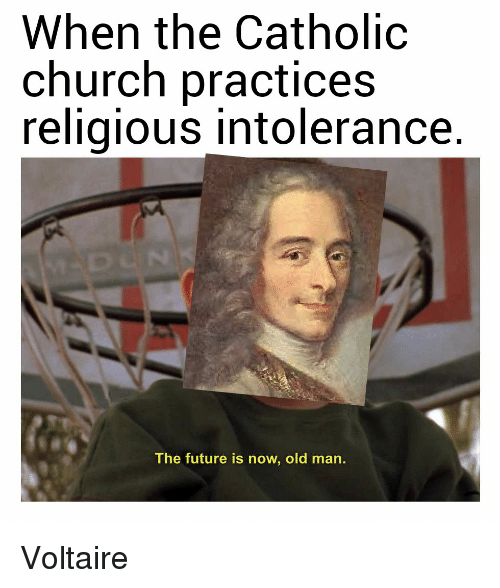 When the Catholic
church practices
religious intolerance.
The future is now, old man.
Voltaire